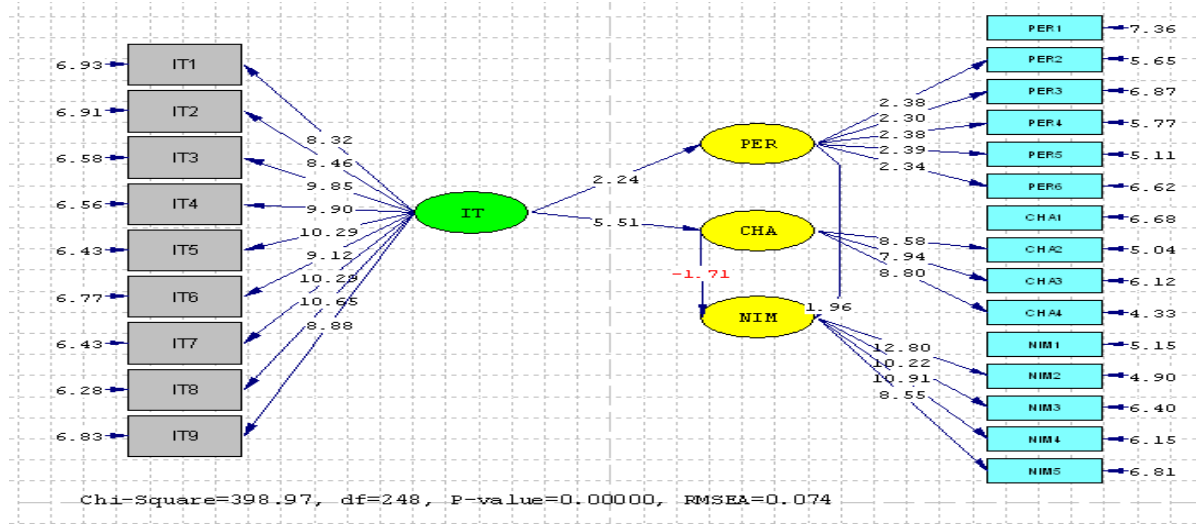 6.93 IT1
6.91 IT2
6.58 IT3
6.56 IT4
6.43 IT5
6.77 IT6
6.43 IT7
6.28 IT8
6.83 IT9
8.32
8.46
9.85
9.90
10.29
9.12
10.29
10.65
8.88
IT
2.24
5.51
PER
CHA
-1.71
NIM
1.96
2.38
2.30
2.38
2.39
2.34
8.58
7.94
8.80
12.80
10.22
10.91
8.55
PER1 7.36
PER2 5.65
PER3 6.87
PER4 5.77
PER5 5.11
PER6 6.62
CHA1 6.68
CHA2 5.04
CHA3 6.12
CHA4 4.33
NIM1 5.15
NIM2 4.90
NIM3 6.40
NIM4 6.15
NIM5 6.81
Chi-Square=398.97, df=248, P-value=0.00000, RMSEA=0.074